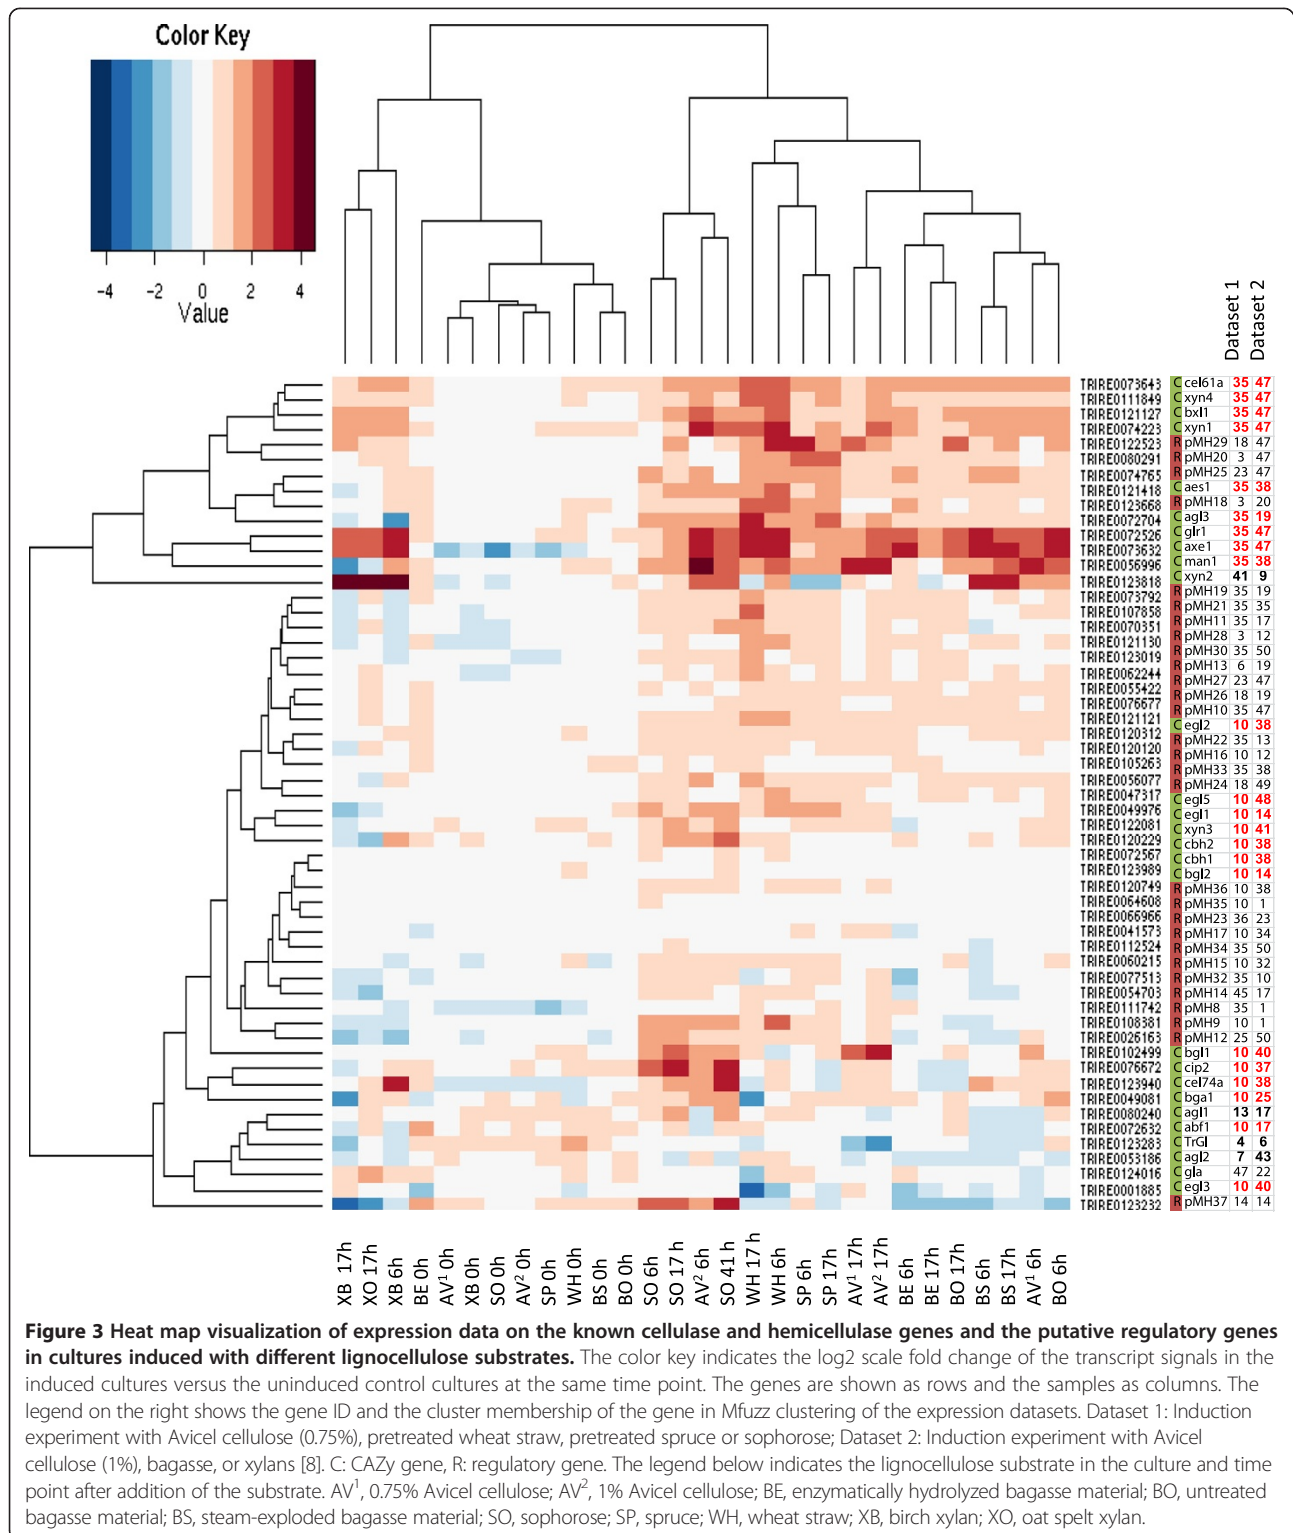 Color Key
-4 -2 0 2 4
Value
Dataset 1
Dataset 2
TRIRE0073643 C cel61a 35 47
TRIRE0111849 C xyn4 35 47
TRIRE0121127 C bxl1 35 47
TRIRE0074223 C xyn1 35 47
TRIRE0122523 R pMH29 18 47
TRIRE0080291 R pMH20 3 47
TRIRE0074765 R pMH25 23 47
TRIRE0121418 C aes1 35 38
TRIRE0123668 R pMH18 3 20
TRIRE0072704 C agl3 35 19
TRIRE0072526 C glr1 35 47
TRIRE0073632 C axe1 35 47
TRIRE0056996 C man1 35 38
TRIRE0123818 C xyn2 41 9
TRIRE0073792 R pMH19 35 19
TRIRE0107858 R pMH21 35 35
TRIRE0070351 R pMH11 35 17
TRIRE0121130 R pMH28 3 12
TRIRE0123019 R pMH30 35 50
TRIRE0062244 R pMH13 6 19
TRIRE0055422 R pMH27 23 47
TRIRE0076677 R pMH26 18 19
TRIRE0121121 R pMH10 35 47
TRIRE0120312 C egl2 10 38
TRIRE0120120 R pMH22 35 13
TRIRE0105263 R pMH16 10 12
TRIRE0056077 R pMH33 35 38
TRIRE0047317 R pMH24 18 49
TRIRE0049976 C egl5 10 48
TRIRE0122081 C egl1 10 14
TRIRE0120229 C xyn3 10 41
TRIRE0072567 C cbh2 10 38
TRIRE0123989 C cbh1 10 38
TRIRE0120749 C bgl2 10 14
TRIRE0064608 R pMH36 10 38
TRIRE0066966 R pMH35 10 1
TRIRE0041573 R pMH23 36 23
TRIRE0112524 R pMH17 10 34
TRIRE0060215 R pMH34 35 50
TRIRE0077513 R pMH15 10 32
TRIRE0054703 R pMH32 35 10
TRIRE0111742 R pMH14 45 17
TRIRE0108381 R pMH8 35 1
TRIRE0026163 R pMH9 10 1
TRIRE0102499 R pMH12 25 50
TRIRE0076672 C bgl1 10 40
TRIRE0123940 C cip2 10 37
TRIRE0049081 C cel74a 10 38
TRIRE0080240 C bga1 10 25
TRIRE0072632 C agl1 13 17
TRIRE0123283 C abf1 10 17
TRIRE0053186 C TrGI 4 6
TRIRE0124016 C agl2 7 43
TRIRE0001885 C gla 47 22
TRIRE0123232 C egl3 10 40
R pMH37 14 14
XB 17h
XO 17h
XB 6h
BE 0h
AV¹ 0h
XB 0h
SO 0h
AV² 0h
SP 0h
WH 0h
BS 0h
BO 0h
SO 6h
SO 17 h
AV² 6h
SO 41 h
WH 17 h
WH 6h
SP 6h
SP 17h
AV¹ 17h
AV² 17h
BE 6h
BE 17h
BO 17h
BS 6h
BS 17h
AV¹ 6h
BO 6h
Figure 3 Heat map visualization of expression data on the known cellulase and hemicellulase genes and the putative regulatory genes
in cultures induced with different lignocellulose substrates. The color key indicates the log2 scale fold change of the transcript signals in the
induced cultures versus the uninduced control cultures at the same time point. The genes are shown as rows and the samples as columns. The
legend on the right shows the gene ID and the cluster membership of the gene in Mfuzz clustering of the expression datasets. Dataset 1: Induction
experiment with Avicel cellulose (0.75%), pretreated wheat straw, pretreated spruce or sophorose; Dataset 2: Induction experiment with Avicel
cellulose (1%), bagasse, or xylans [8]. C: CAZy gene, R: regulatory gene. The legend below indicates the lignocellulose substrate in the culture and time
point after addition of the substrate. AV¹, 0.75% Avicel cellulose; AV², 1% Avicel cellulose; BE, enzymatically hydrolyzed bagasse material; BO, untreated
bagasse material; BS, steam-exploded bagasse material; SO, sophorose; SP, spruce; WH, wheat straw; XB, birch xylan; XO, oat spelt xylan.